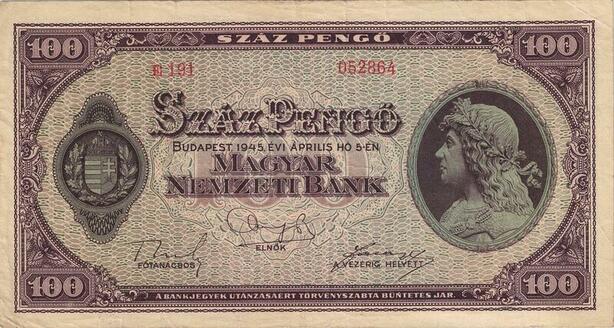 100 SZÁZ PENGŐ 100
EI 191 052864
SZÁZ PENGŐ
BUDAPEST 1945. ÉVI ÁPRILIS HÓ 5-ÉN
MAGYAR
NEMZETI BANK
ELNÖK
FŐTANÁCSOS
A VEZÉRIG. HELYETT
100 A BANKJEGYEK UTÁNZÁSÁÉRT TÖRVÉNYSZABTA BÜNTETÉS JÁR. 100